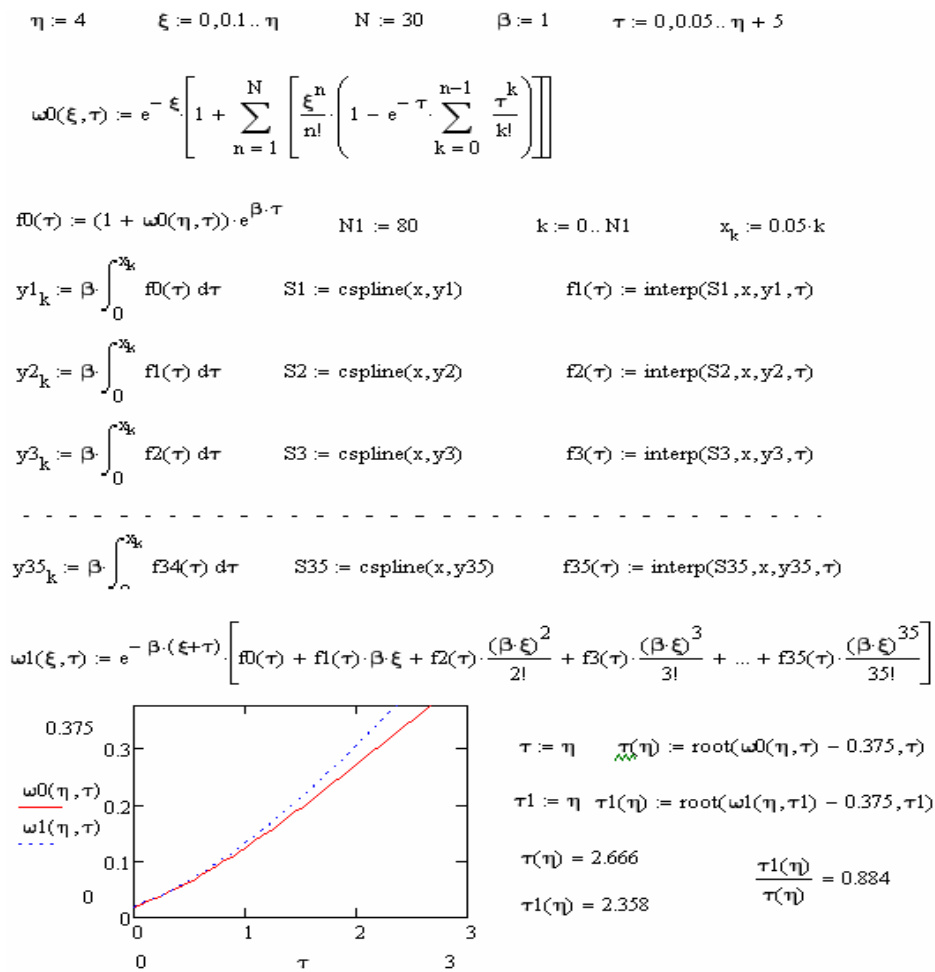 η := 4 ξ := 0,0.1.. η N := 30 β := 1 τ := 0,0.05.. η + 5
ω0(ξ,τ) := e^(- ξ)·[1 + ∑_{n = 1}^{N} [ξ^n/n!·(1 - e^(- τ)·∑_{k = 0}^{n-1} τ^k/k!)]]
f0(τ) := (1 + ω0(η,τ))·e^(β·τ) N1 := 80 k := 0.. N1 x_k := 0.05·k
y1_k := β·∫_0^{x_k} f0(τ) dτ S1 := cspline(x,y1) f1(τ) := interp(S1,x,y1,τ)
y2_k := β·∫_0^{x_k} f1(τ) dτ S2 := cspline(x,y2) f2(τ) := interp(S2,x,y2,τ)
y3_k := β·∫_0^{x_k} f2(τ) dτ S3 := cspline(x,y3) f3(τ) := interp(S3,x,y3,τ)
- - - - - - - - - - - - - - - - - - - - - - - - - - - - - -
y35_k := β·∫_0^{x_k} f34(τ) dτ S35 := cspline(x,y35) f35(τ) := interp(S35,x,y35,τ)
ω1(ξ,τ) := e^(- β·(ξ+τ))·[f0(τ) + f1(τ)·β·ξ + f2(τ)·(β·ξ)^2/2! + f3(τ)·(β·ξ)^3/3! + ... + f35(τ)·(β·ξ)^35/35!]
0.375
0.3
ω0(η,τ)
0.2
ω1(η,τ)
0.1
0
0
0 1 2 3
0 τ 3
τ := η τ(η) := root(ω0(η,τ) - 0.375,τ)
τ1 := η τ1(η) := root(ω1(η,τ1) - 0.375,τ1)
τ(η) = 2.666
τ1(η)/τ(η) = 0.884
τ1(η) = 2.358